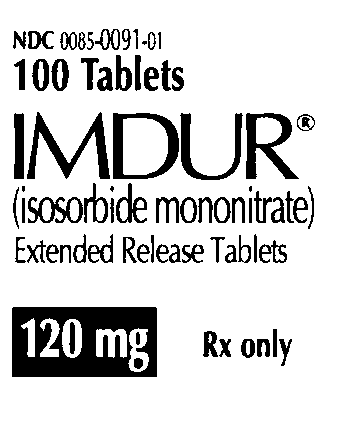 NDC 0085-0091-01
100 Tablets
IMDUR®
(isosorbide mononitrate)
Extended Release Tablets
120 mg Rx only